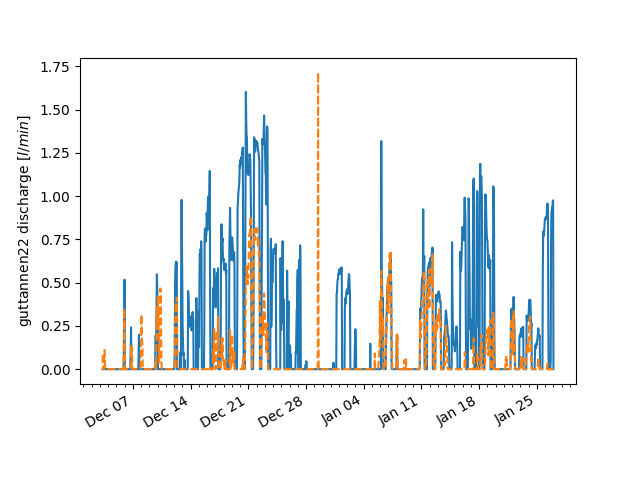 guttannen22 discharge [l/min]
1.75
1.50
1.25
1.00
0.75
0.50
0.25
0.00
Dec 07
Dec 14
Dec 21
Dec 28
Jan 04
Jan 11
Jan 18
Jan 25